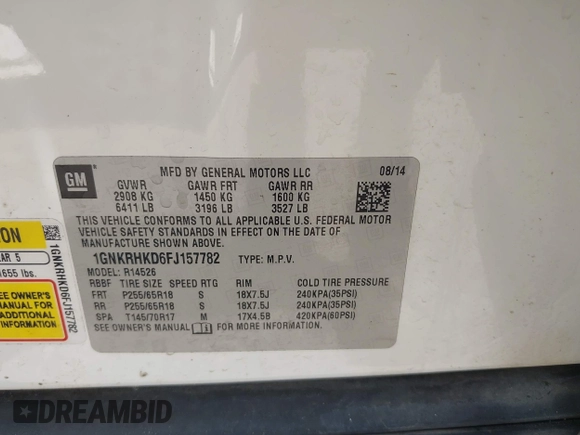 GM
MFD BY GENERAL MOTORS LLC 08/14
GVWR GAWR FRT GAWR RR
2908 KG 1450 KG 1600 KG
6411 LB 3196 LB 3527 LB
THIS VEHICLE CONFORMS TO ALL APPLICABLE U.S. FEDERAL MOTOR
VEHICLE SAFETY STANDARDS IN EFFECT ON THE DATE OF
MANUFACTURE SHOWN ABOVE.
1GNKRHKD6FJ157782 TYPE: M.P.V.
MODEL: R14526
RBBF TIRE SIZE SPEED RTG RIM COLD TIRE PRESSURE
FRT P255/65R18 S 18X7.5J 240KPA(35PSI)
RR P255/65R18 S 18X7.5J 240KPA(35PSI)
SPA T145/70R17 M 17X4.5B 420KPA(60PSI)
SEE OWNER'S MANUAL FOR MORE INFORMATION
ION
AR 5
1655 lbs.
SEE OWNER'S
MANUAL FOR
ADDITIONAL
INFORMATION
1GNKRHKD6FJ157782
DREAMBID